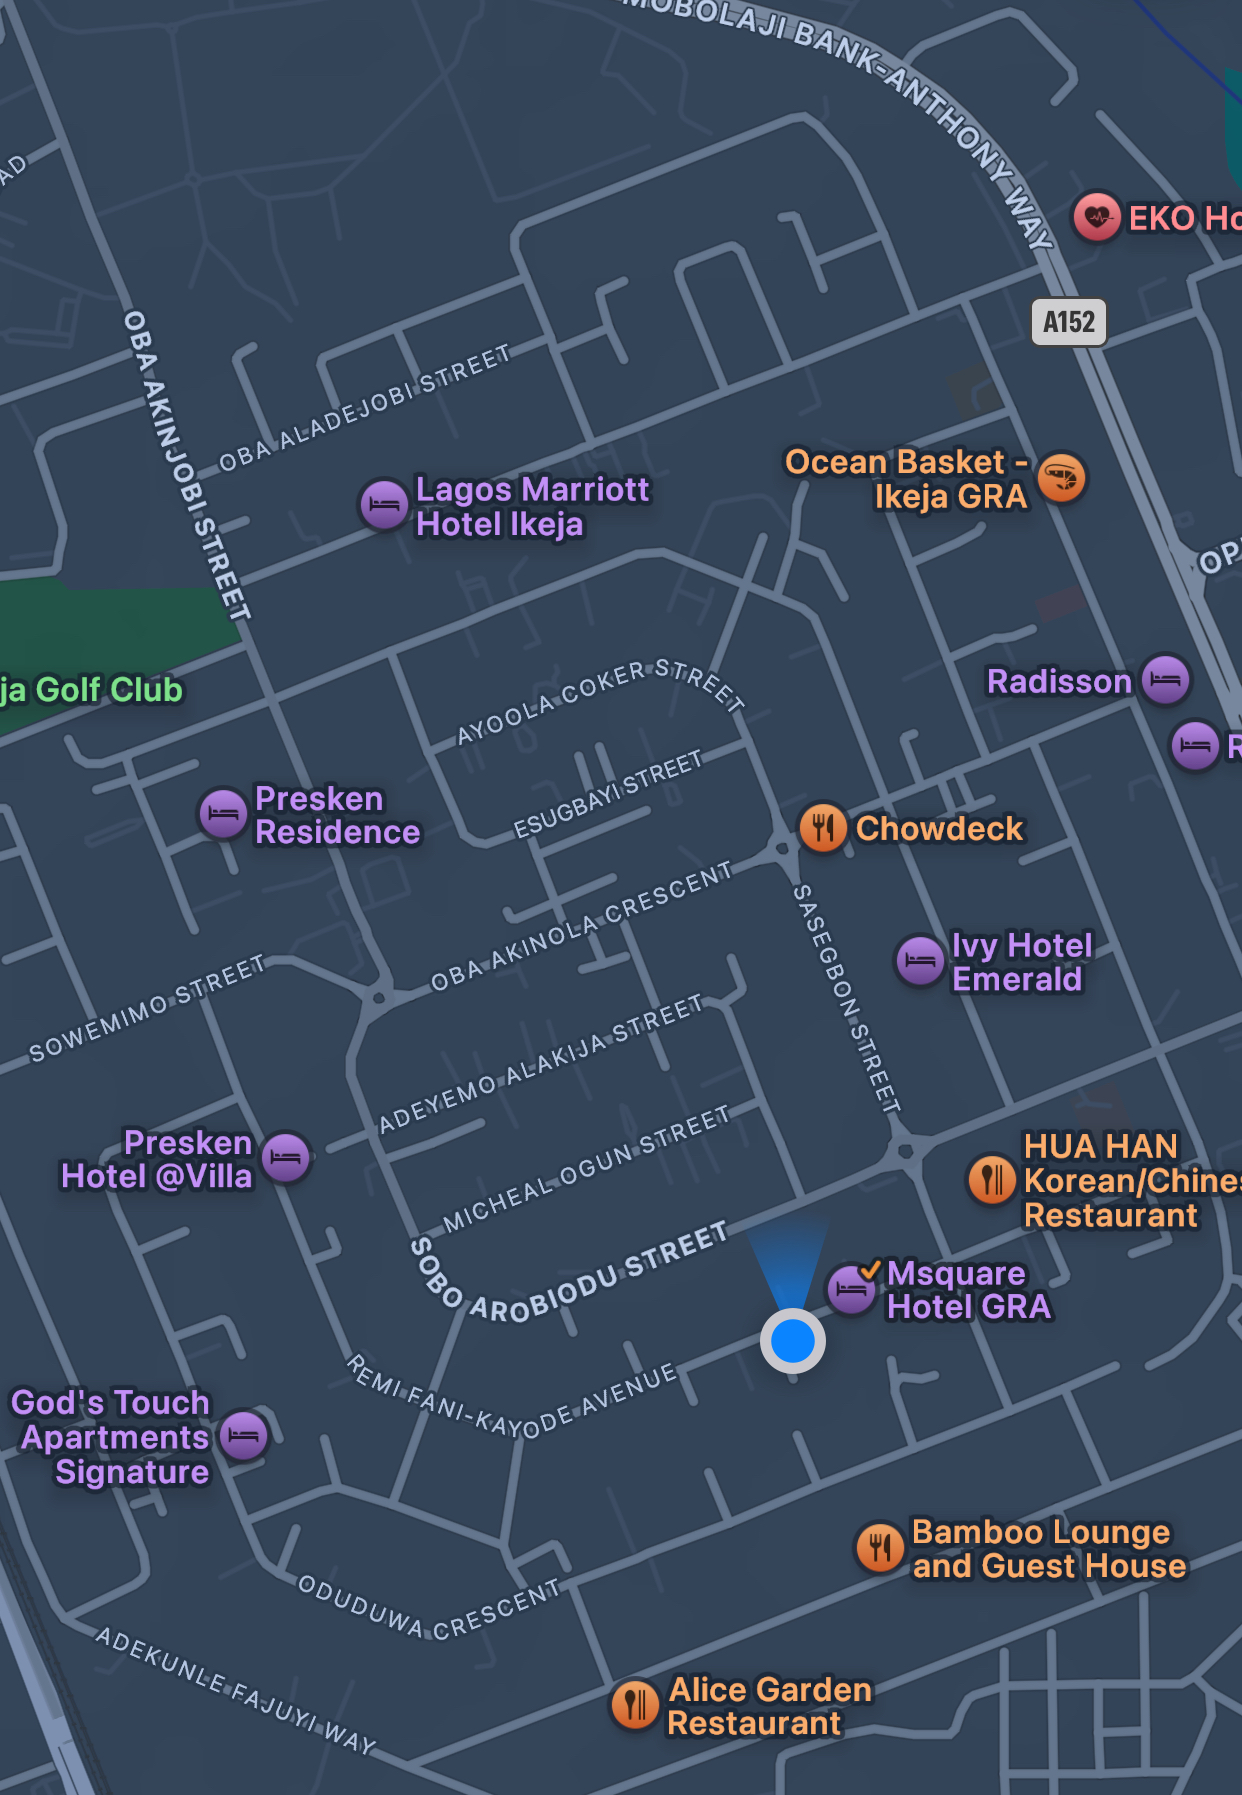 MOBOLAJI BANK-ANTHONY WAY
AD
EKO Ho
A152
OBA AKINJOBI STREET
OBA ALADEJOBI STREET
Ocean Basket -
Ikeja GRA
Lagos Marriott
Hotel Ikeja
OPI
ja Golf Club
AYOOLA COKER STREET
Radisson
R
ESUGBAYI STREET
Presken
Residence
Chowdeck
OBA AKINOLA CRESCENT
SASEGBON STREET
Ivy Hotel
Emerald
SOWEMIMO STREET
ADEYEMO ALAKIJA STREET
Presken
Hotel @Villa
MICHEAL OGUN STREET
HUA HAN
Korean/Chines
Restaurant
SOBO AROBIODU STREET
Msquare
Hotel GRA
REMI FANI-KAYODE AVENUE
God's Touch
Apartments
Signature
Bamboo Lounge
and Guest House
ODUDUWA CRESCENT
ADEKUNLE FAJUYI WAY
Alice Garden
Restaurant